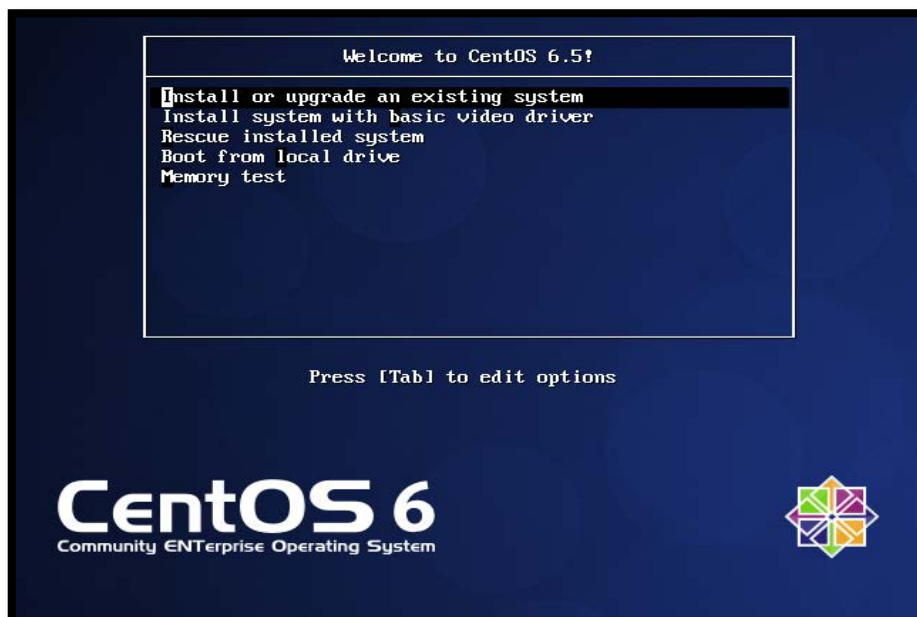 Welcome to CentOS 6.5!
Install or upgrade an existing system
Install system with basic video driver
Rescue installed system
Boot from local drive
Memory test
Press [Tab] to edit options
CentOS 6
Community ENTerprise Operating System